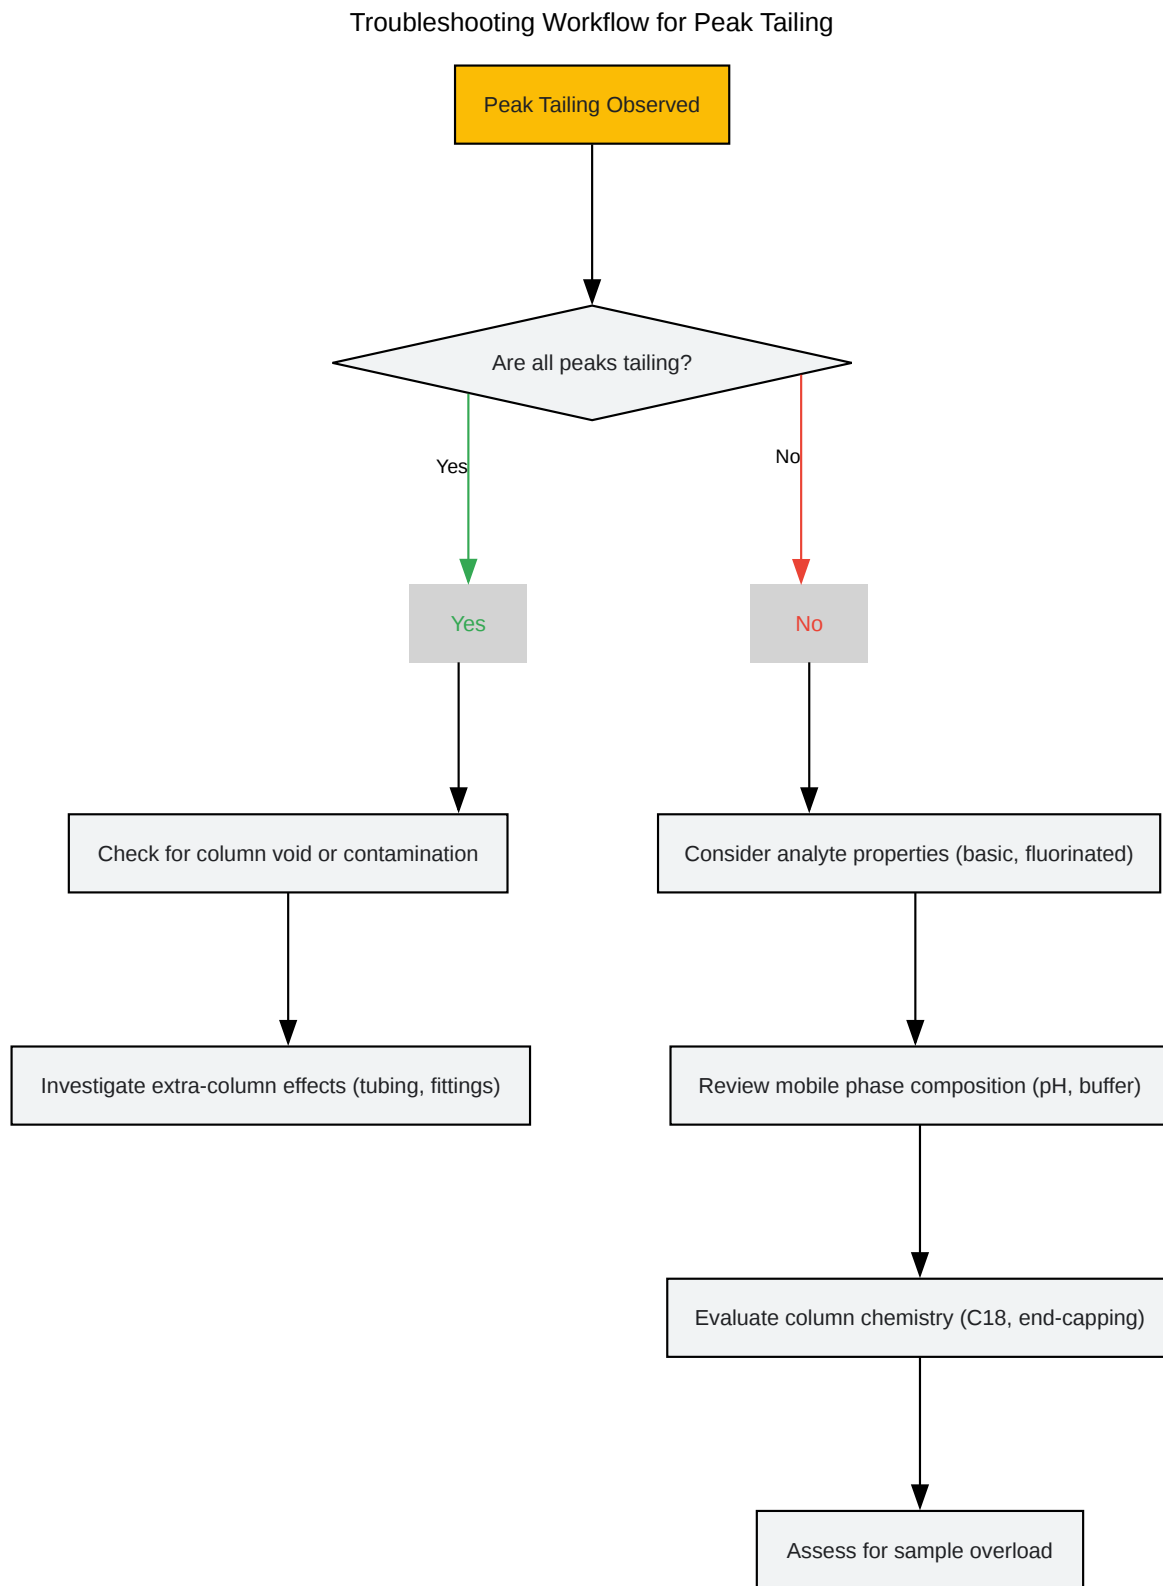 Troubleshooting Workflow for Peak Tailing
Peak Tailing Observed
Are all peaks tailing?
Yes
No
Yes
No
Check for column void or contamination
Consider analyte properties (basic, fluorinated)
Investigate extra-column effects (tubing, fittings)
Review mobile phase composition (pH, buffer)
Evaluate column chemistry (C18, end-capping)
Assess for sample overload